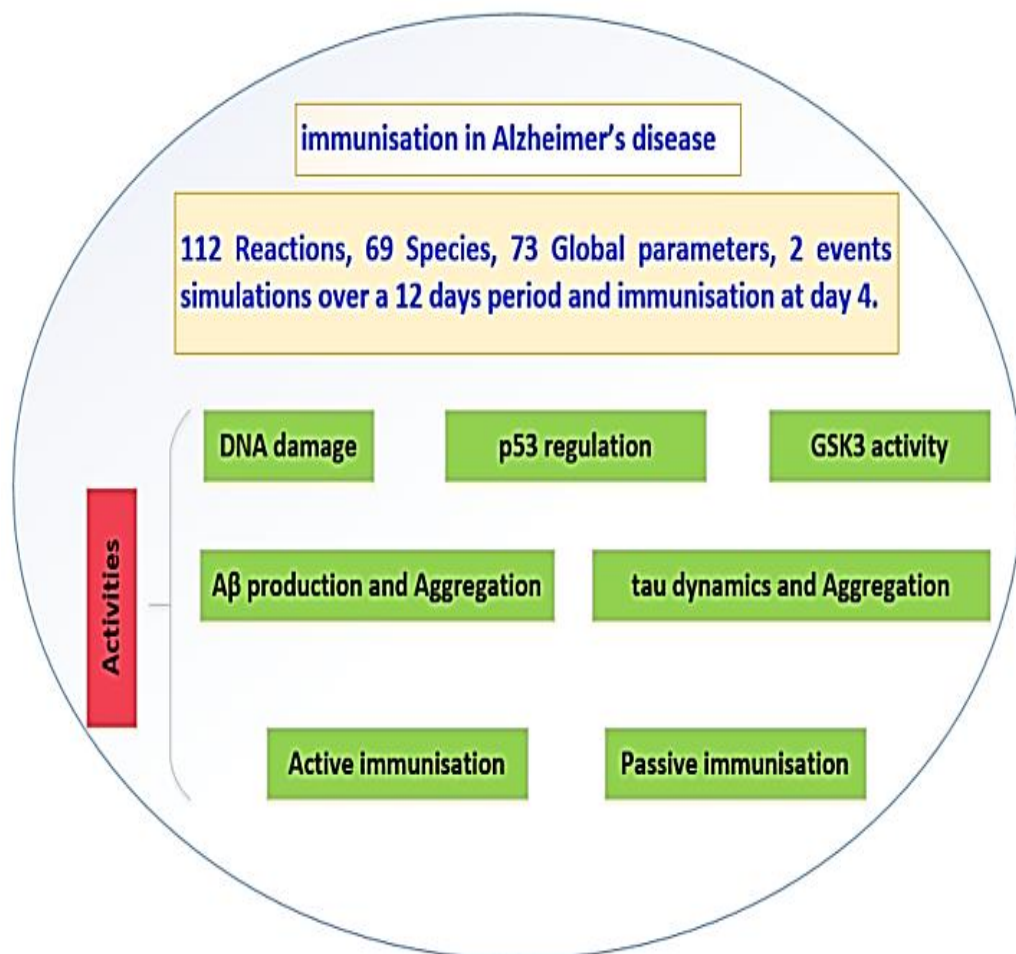 immunisation in Alzheimer's disease
112 Reactions, 69 Species, 73 Global parameters, 2 events
simulations over a 12 days period and immunisation at day 4.
Activities
DNA damage
p53 regulation
GSK3 activity
Aβ production and Aggregation
tau dynamics and Aggregation
Active immunisation
Passive immunisation